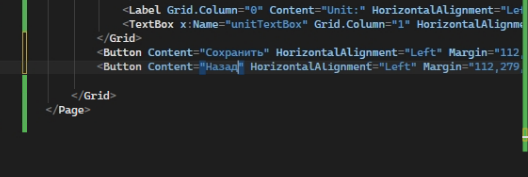 <Label Grid.Column="0" Content="Unit:" HorizontalAlignment="Lef
<TextBox x:Name="unitTextBox" Grid.Column="1" HorizontalAlignme
</Grid>
<Button Content="Сохранить" HorizontalAlignment="Left" Margin="112,
<Button Content="Назад" HorizontalAlignment="Left" Margin="112,279,
</Grid>
</Page>